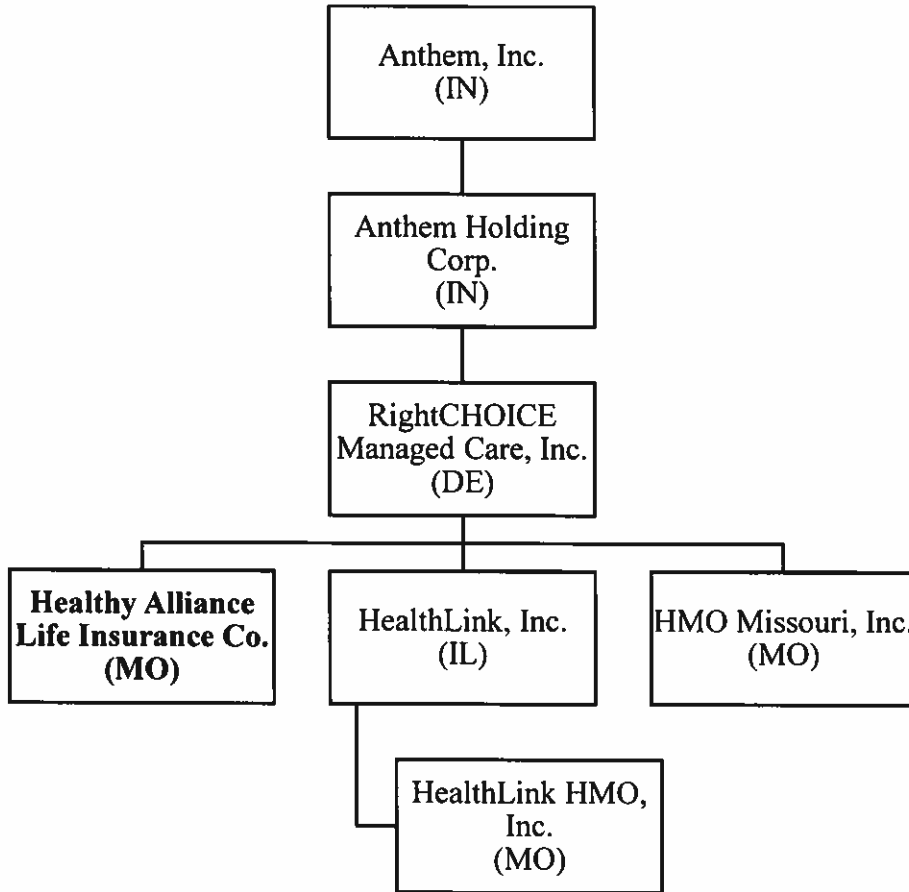 Anthem, Inc.
(IN)
Anthem Holding
Corp.
(IN)
RightCHOICE
Managed Care, Inc.
(DE)
Healthy Alliance
Life Insurance Co.
(MO)
HealthLink, Inc.
(IL)
HMO Missouri, Inc.
(MO)
HealthLink HMO,
Inc.
(MO)